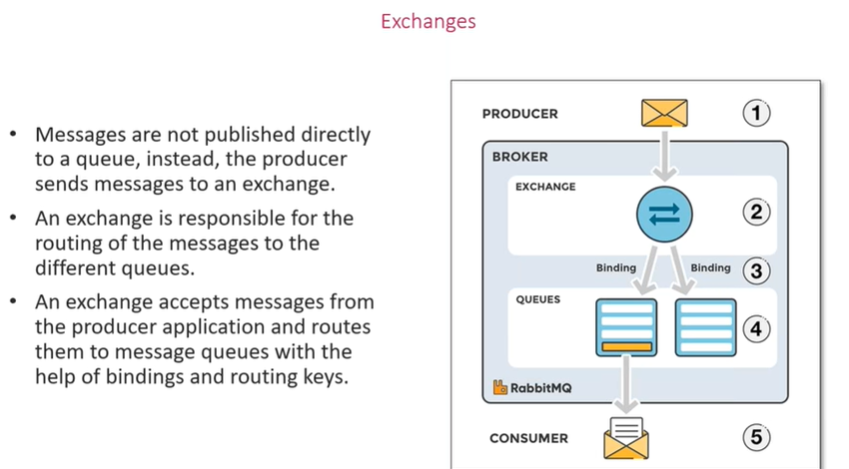 Exchanges
• Messages are not published directly
to a queue, instead, the producer
sends messages to an exchange.
• An exchange is responsible for the
routing of the messages to the
different queues.
• An exchange accepts messages from
the producer application and routes
them to message queues with the
help of bindings and routing keys.
PRODUCER 1
BROKER
EXCHANGE
2
Binding Binding 3
QUEUES
4
RabbitMQ
CONSUMER 5